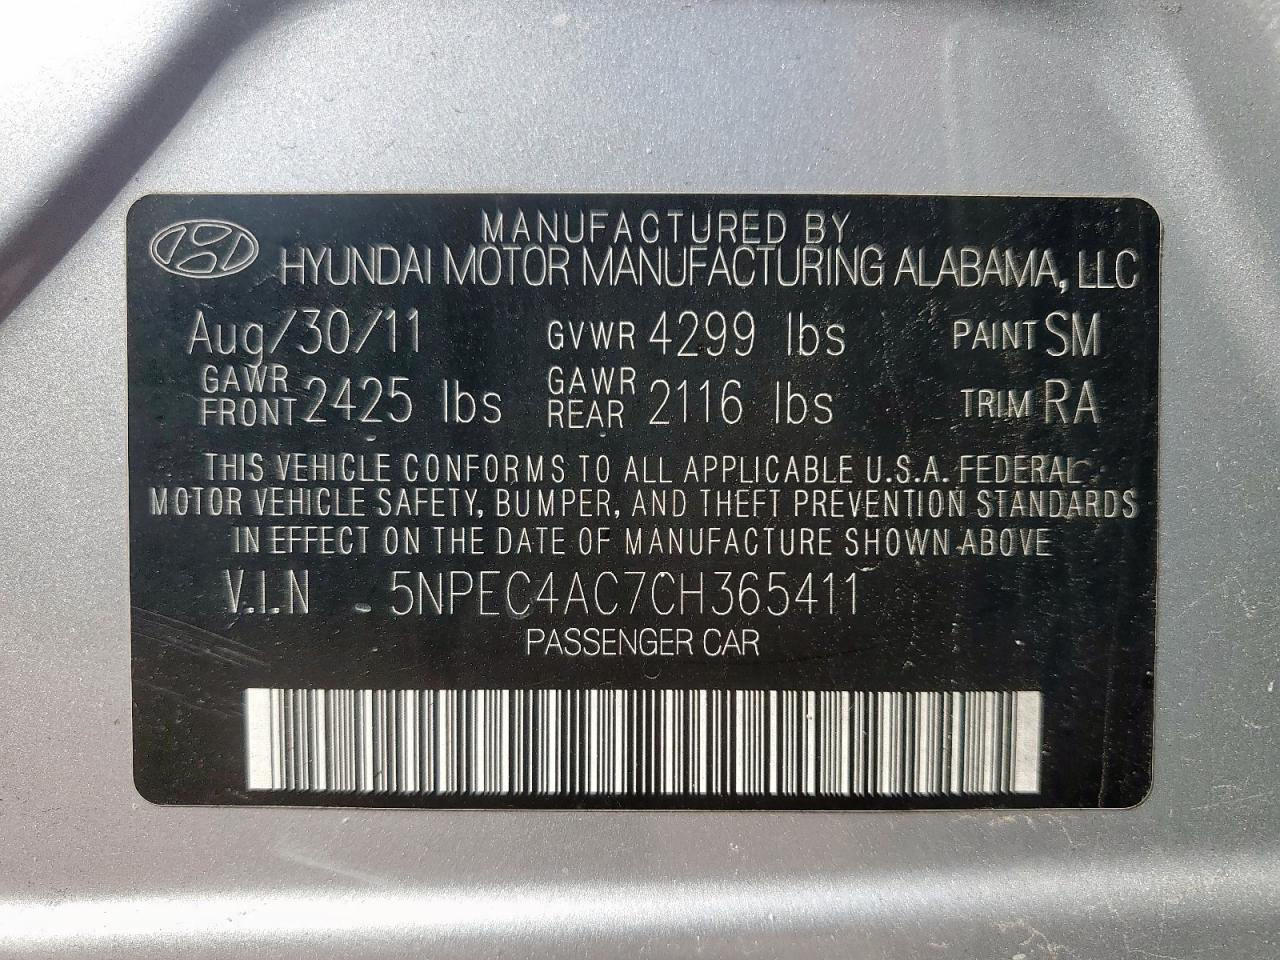 MANUFACTURED BY
HYUNDAI MOTOR MANUFACTURING ALABAMA, LLC
Aug/30/11 GVWR 4299 lbs PAINT SM
GAWR FRONT 2425 lbs GAWR REAR 2116 lbs TRIM RA
THIS VEHICLE CONFORMS TO ALL APPLICABLE U.S.A. FEDERAL
MOTOR VEHICLE SAFETY, BUMPER, AND THEFT PREVENTION STANDARDS
IN EFFECT ON THE DATE OF MANUFACTURE SHOWN ABOVE
V.I.N 5NPEC4AC7CH365411
PASSENGER CAR